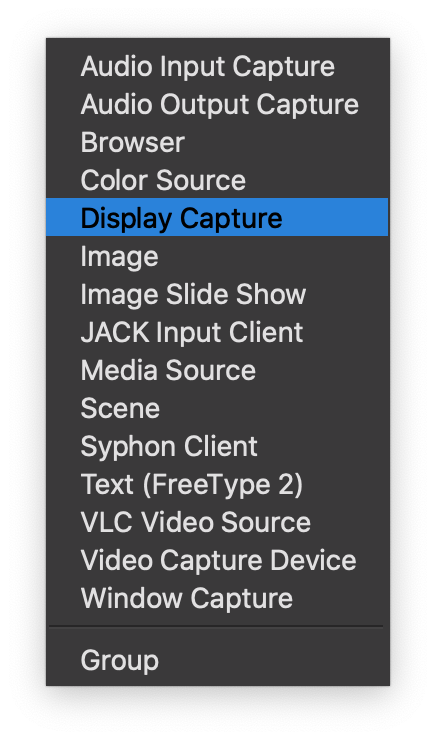 Audio Input Capture
Audio Output Capture
Browser
Color Source
Display Capture
Image
Image Slide Show
JACK Input Client
Media Source
Scene
Syphon Client
Text (FreeType 2)
VLC Video Source
Video Capture Device
Window Capture
Group